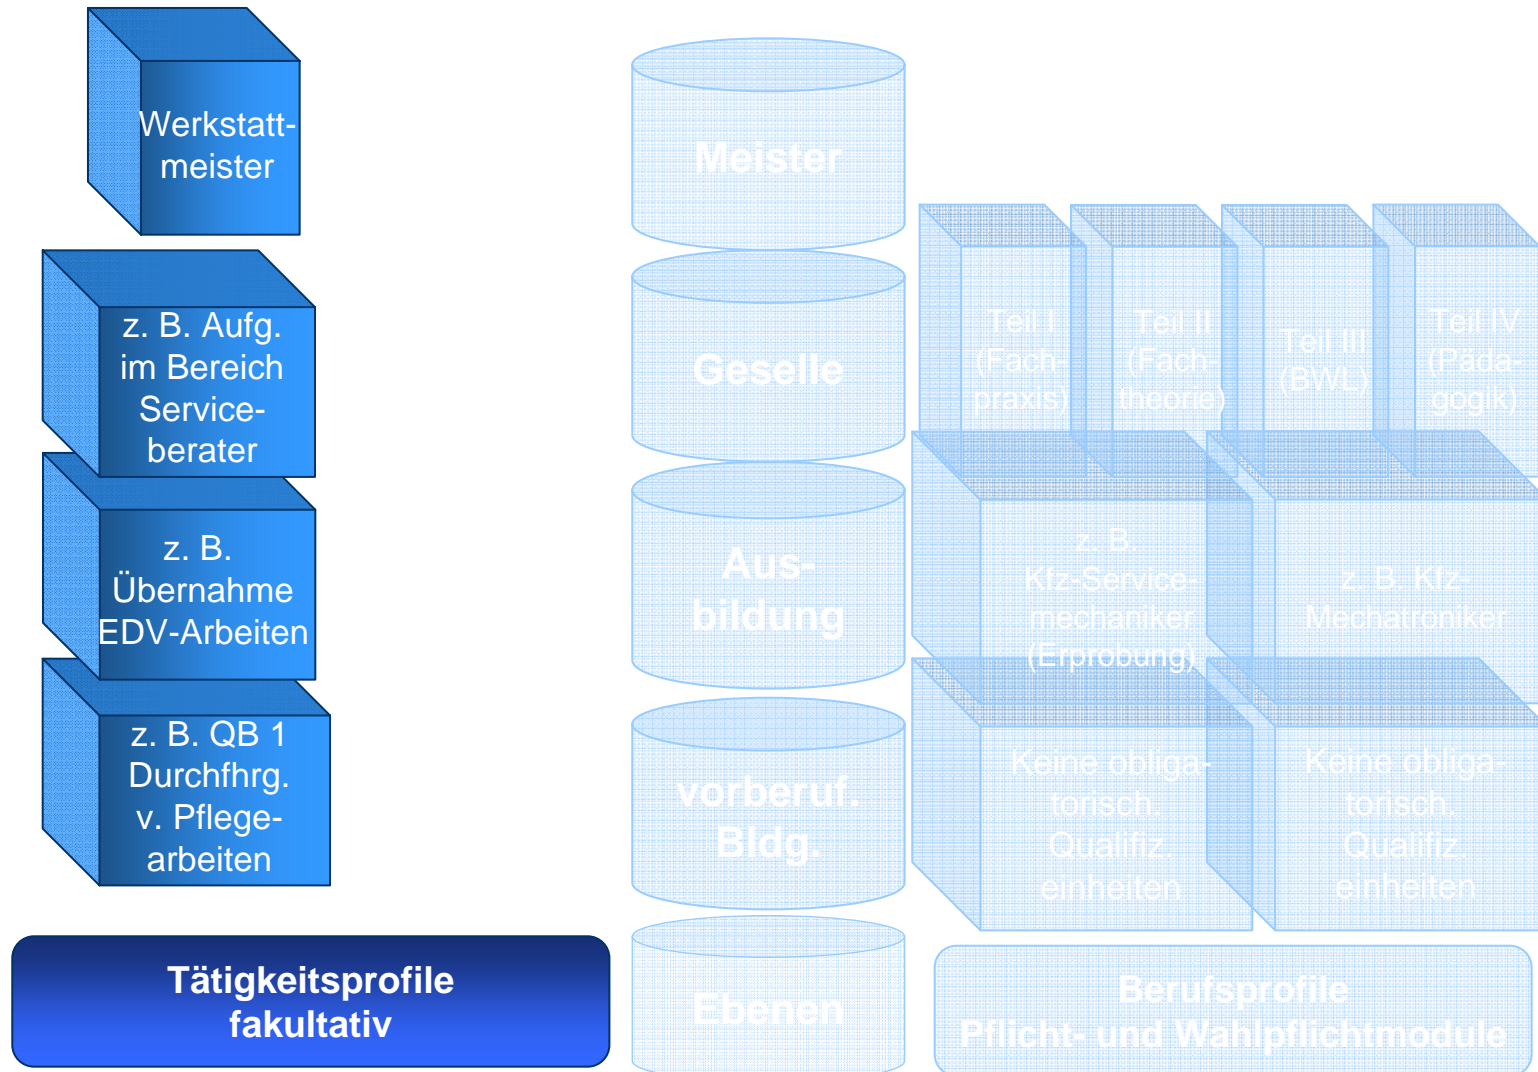 Werkstatt-
meister
z. B. Aufg.
im Bereich
Service-
berater
z. B.
Übernahme
EDV-Arbeiten
z. B. QB 1
Durchfhrg.
v. Pflege-
arbeiten
Tätigkeitsprofile
fakultativ
Meister
Geselle
Aus-
bildung
vorberuf.
Bldg.
Ebenen
Teil I
(Fach-
praxis)
Teil II
(Fach-
theorie)
Teil III
(BWL)
Teil IV
(Päda-
gogik)
z. B.
Kfz-Service-
mechaniker
(Erprobung)
z. B. Kfz-
Mechatroniker
Keine obliga-
torisch.
Qualifiz.
einheiten
Keine obliga-
torisch.
Qualifiz.
einheiten
Berufsprofile
Pflicht- und Wahlpflichtmodule